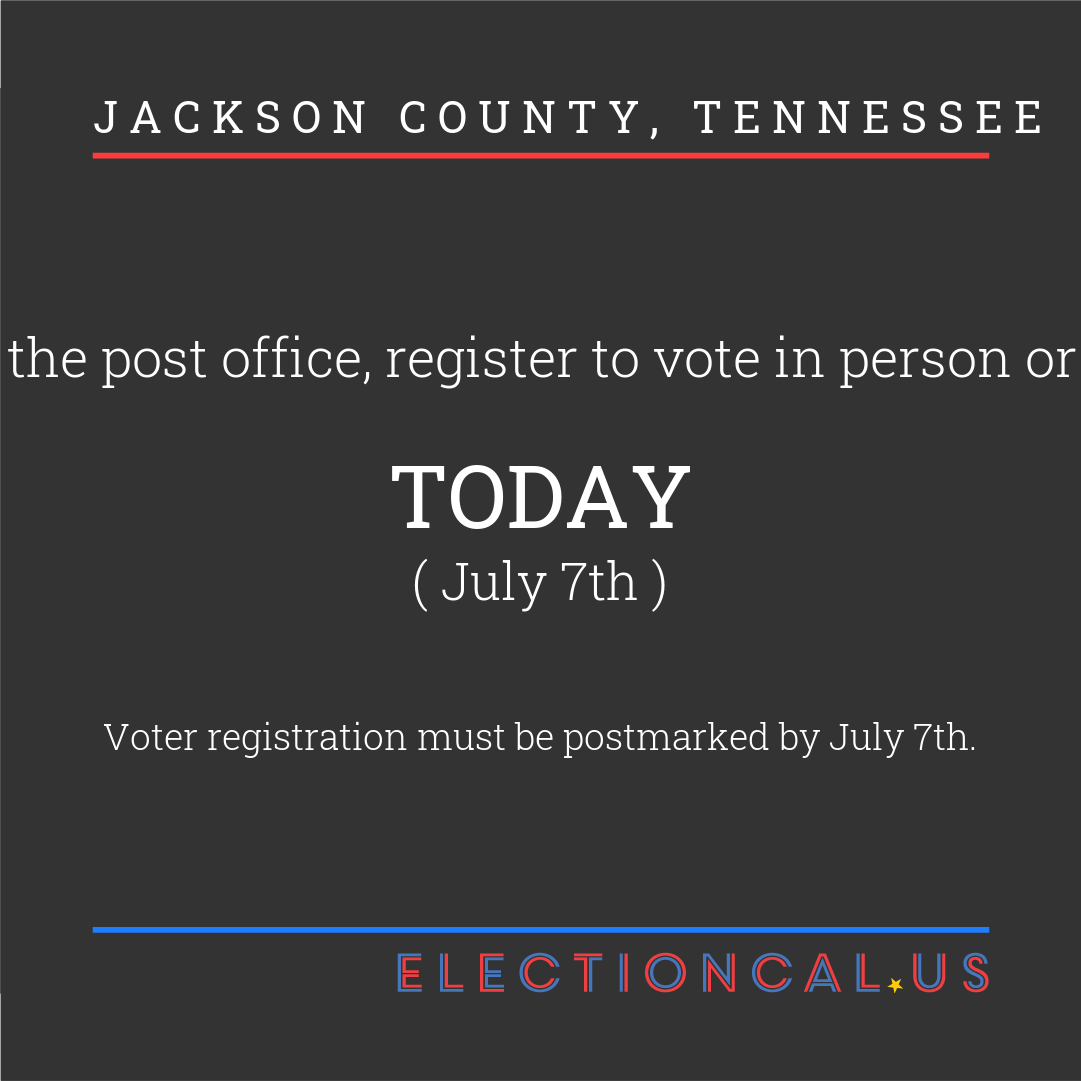 JACKSON COUNTY, TENNESSEE
the post office, register to vote in person or
TODAY
( July 7th )
Voter registration must be postmarked by July 7th.
ELECTIONCAL.US